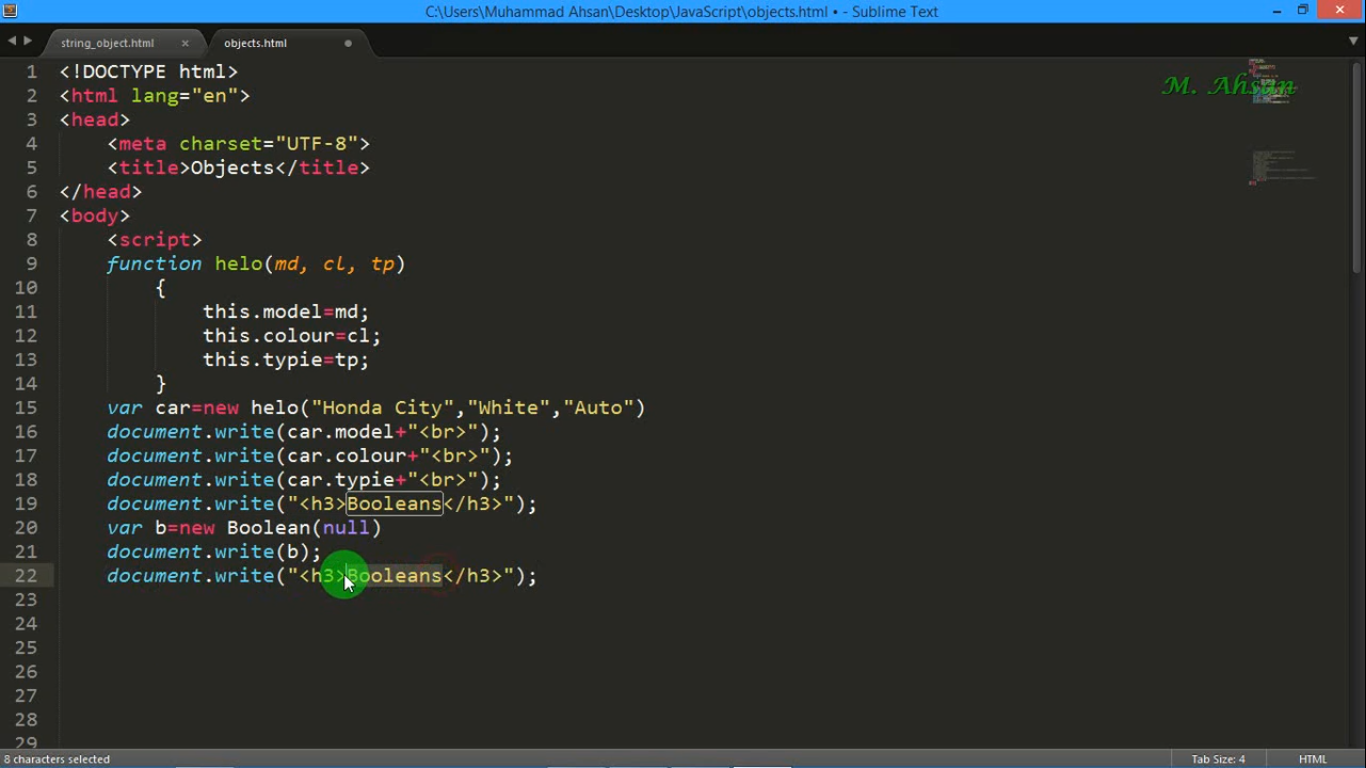 C:\Users\Muhammad Ahsan\Desktop\JavaScript\objects.html • - Sublime Text
string_object.html × objects.html
M. Ahsan
1 <!DOCTYPE html>
2 <html lang="en">
3 <head>
4 <meta charset="UTF-8">
5 <title>Objects</title>
6 </head>
7 <body>
8 <script>
9 function helo(md, cl, tp)
10 {
11 this.model=md;
12 this.colour=cl;
13 this.typie=tp;
14 }
15 var car=new helo("Honda City","White","Auto")
16 document.write(car.model+"<br>");
17 document.write(car.colour+"<br>");
18 document.write(car.typie+"<br>");
19 document.write("<h3>Booleans</h3>");
20 var b=new Boolean(null)
21 document.write(b);
22 document.write("<h3>Booleans</h3>");
23
24
25
26
27
28
29
8 characters selected Tab Size: 4 HTML